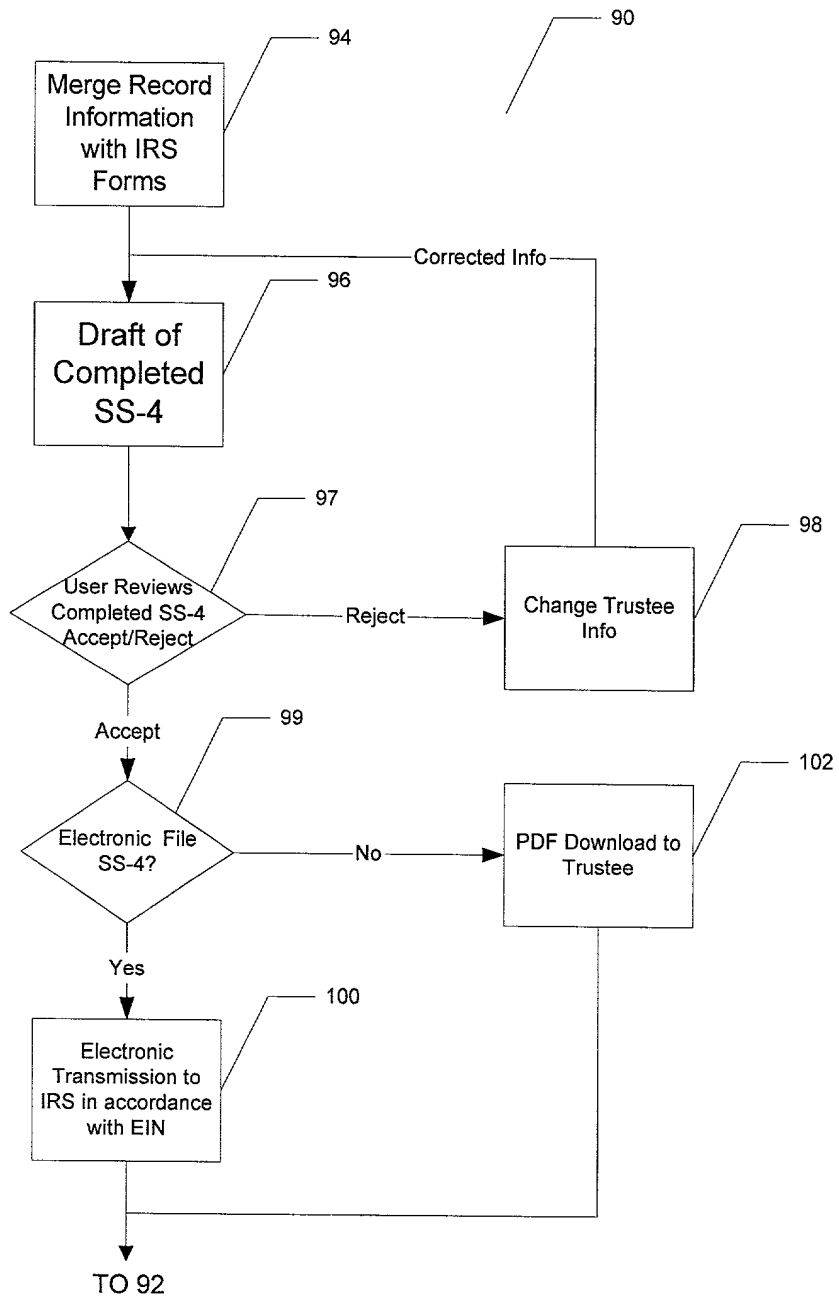 94
90
Merge Record
Information
with IRS
Forms
Corrected Info
96
Draft of
Completed
SS-4
97
98
User Reviews
Completed SS-4
Accept/Reject
Reject
Change Trustee
Info
Accept
99
102
Electronic File
SS-4?
No
PDF Download to
Trustee
Yes
100
Electronic
Transmission to
IRS in accordance
with EIN
TO 92